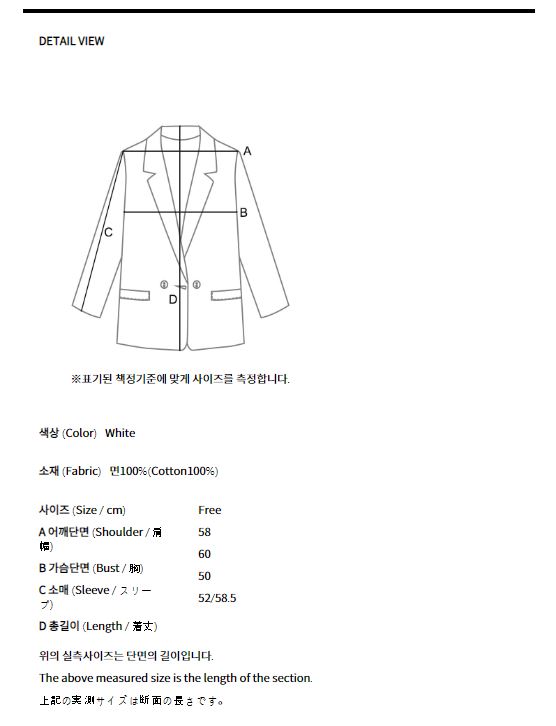 DETAIL VIEW
A
B
C
D
※표기된 책정기준에 맞게 사이즈를 측정합니다.
색상 (Color) White
소재 (Fabric) 면100%(Cotton100%)
사이즈 (Size / cm) Free
A 어깨단면 (Shoulder / 肩
幅)
58
B 가슴단면 (Bust / 胸)
60
C 소매 (Sleeve / スリー
プ)
50
D 총길이 (Length / 着丈)
52/58.5
위의 실측사이즈는 단면의 길이입니다.
The above measured size is the length of the section.
上記の実測サイズは断面の長さです。